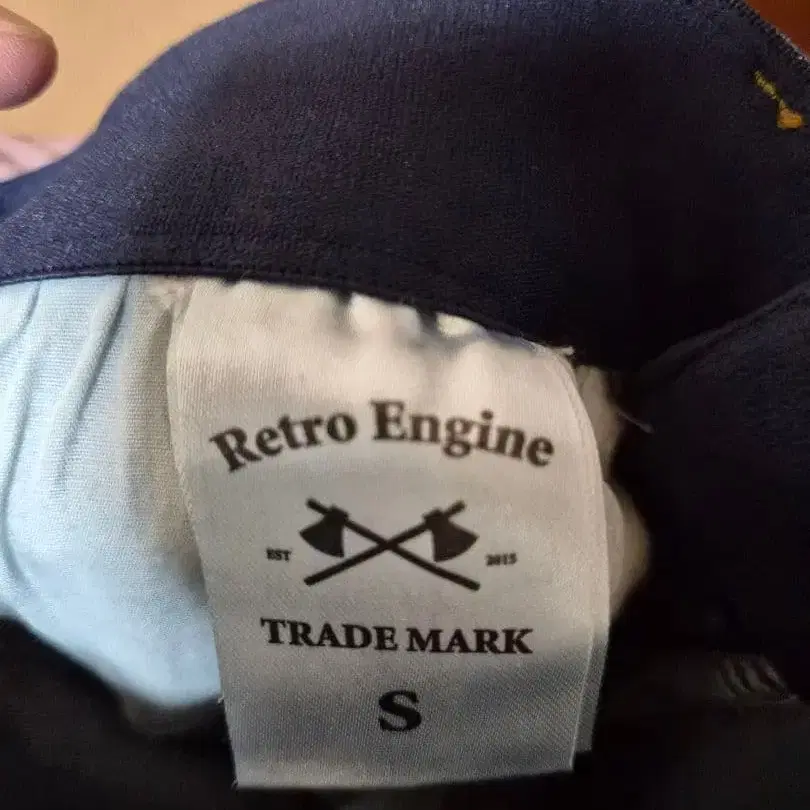 Retro Engine
EST 2015
TRADE MARK
S